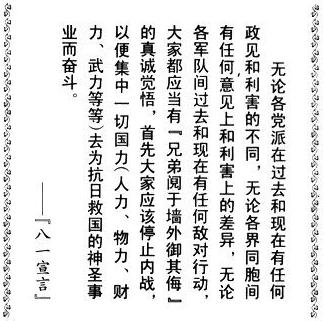 无论各党派在过去和现在有任何
政见和利害的不同，无论各界同胞间
有任何意见上和利害上的差异，无论
各军队间过去和现在有任何敌对行动，
大家都应当有『兄弟阋于墙外御其侮』
的真诚觉悟，首先大家应该停止内战，
以便集中一切国力（人力、物力、财
力、武力等等）去为抗日救国的神圣事
业而奋斗。
——『八一宣言』